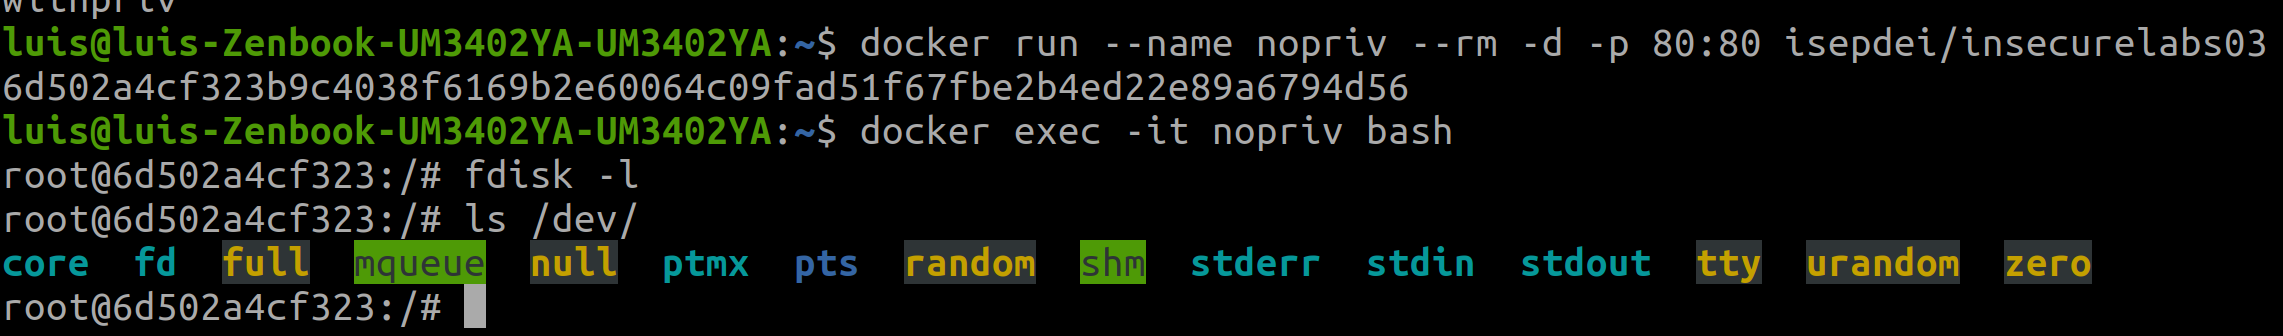 withpriv
luis@luis-Zenbook-UM3402YA-UM3402YA:~$ docker run --name nopriv --rm -d -p 80:80 isepdei/insecurelabs03
6d502a4cf323b9c4038f6169b2e60064c09fad51f67fbe2b4ed22e89a6794d56
luis@luis-Zenbook-UM3402YA-UM3402YA:~$ docker exec -it nopriv bash
root@6d502a4cf323:/# fdisk -l
root@6d502a4cf323:/# ls /dev/
core fd full mqueue null ptmx pts random shm stderr stdin stdout tty urandom zero
root@6d502a4cf323:/#